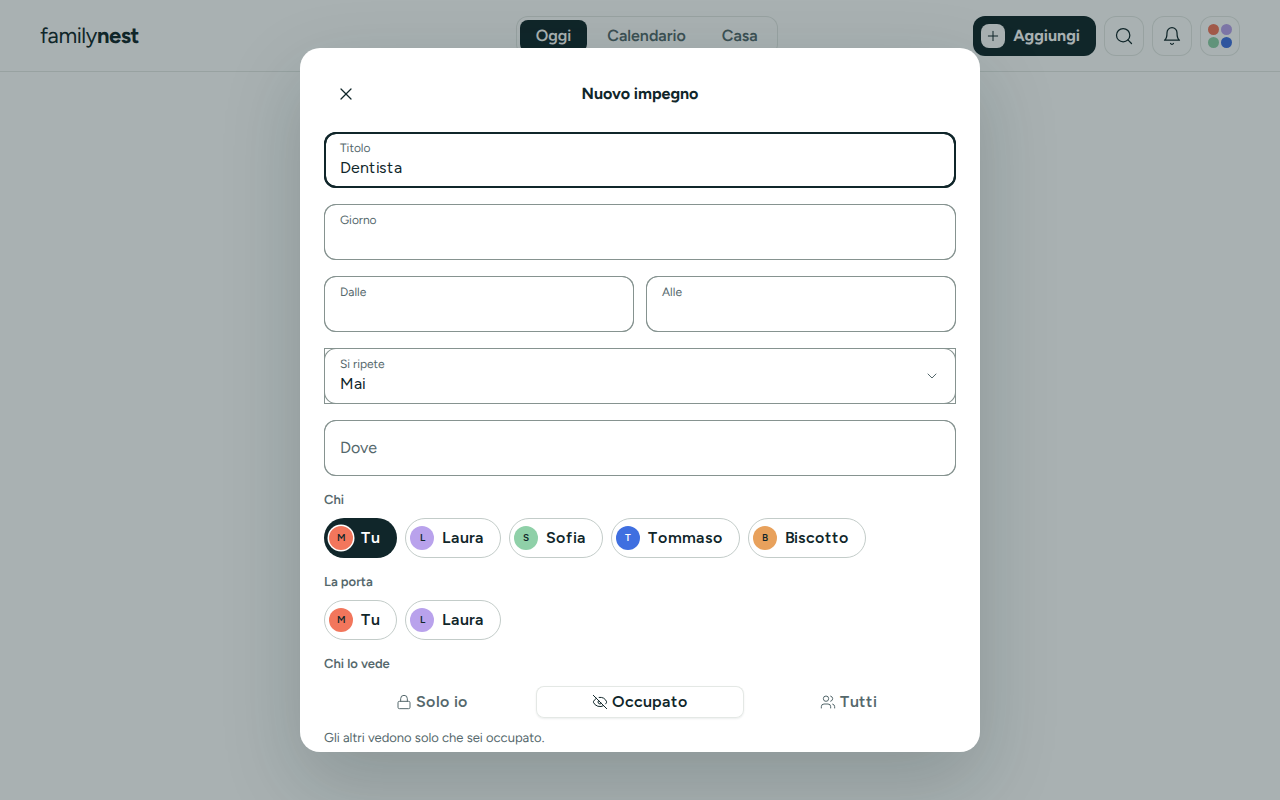 familynest
Oggi Calendario Casa
Aggiungi
Nuovo impegno
Titolo
Dentista
Giorno
Dalle Alle
Si ripete
Mai
Dove
Chi
M Tu L Laura S Sofia T Tommaso B Biscotto
La porta
M Tu L Laura
Chi lo vede
Solo io Occupato Tutti
Gli altri vedono solo che sei occupato.